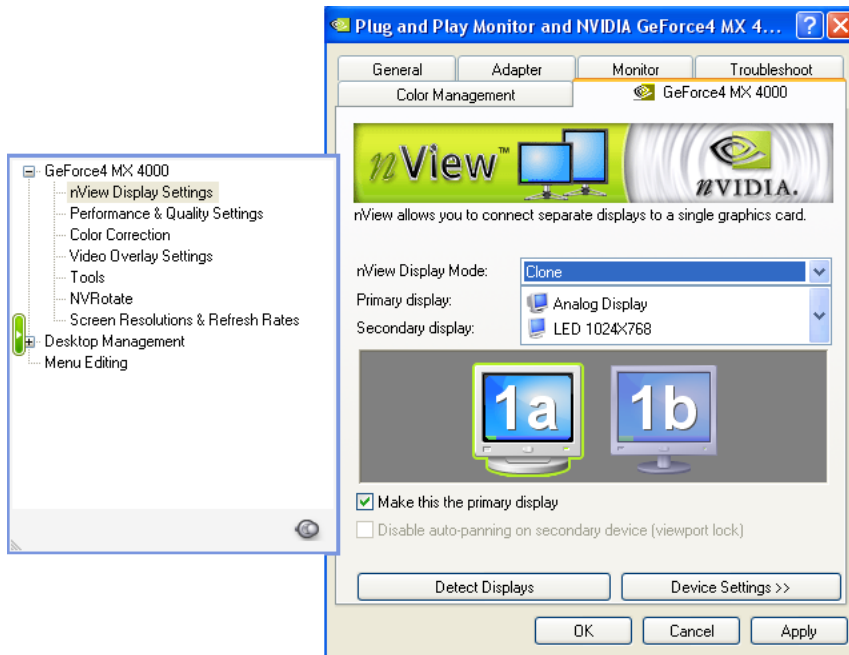 Plug and Play Monitor and NVIDIA GeForce4 MX 4...
General
Adapter
Monitor
Troubleshoot
Color Management
GeForce4 MX 4000
nView™
nVIDIA.
nView allows you to connect separate displays to a single graphics card.
GeForce4 MX 4000
nView Display Settings
Performance & Quality Settings
Color Correction
Video Overlay Settings
Tools
NVRotate
Screen Resolutions & Refresh Rates
Desktop Management
Menu Editing
nView Display Mode:
Clone
Primary display:
Analog Display
Secondary display:
LED 1024X768
1a
1b
Make this the primary display
Disable auto-panning on secondary device (viewport lock)
Detect Displays
Device Settings >>
OK
Cancel
Apply